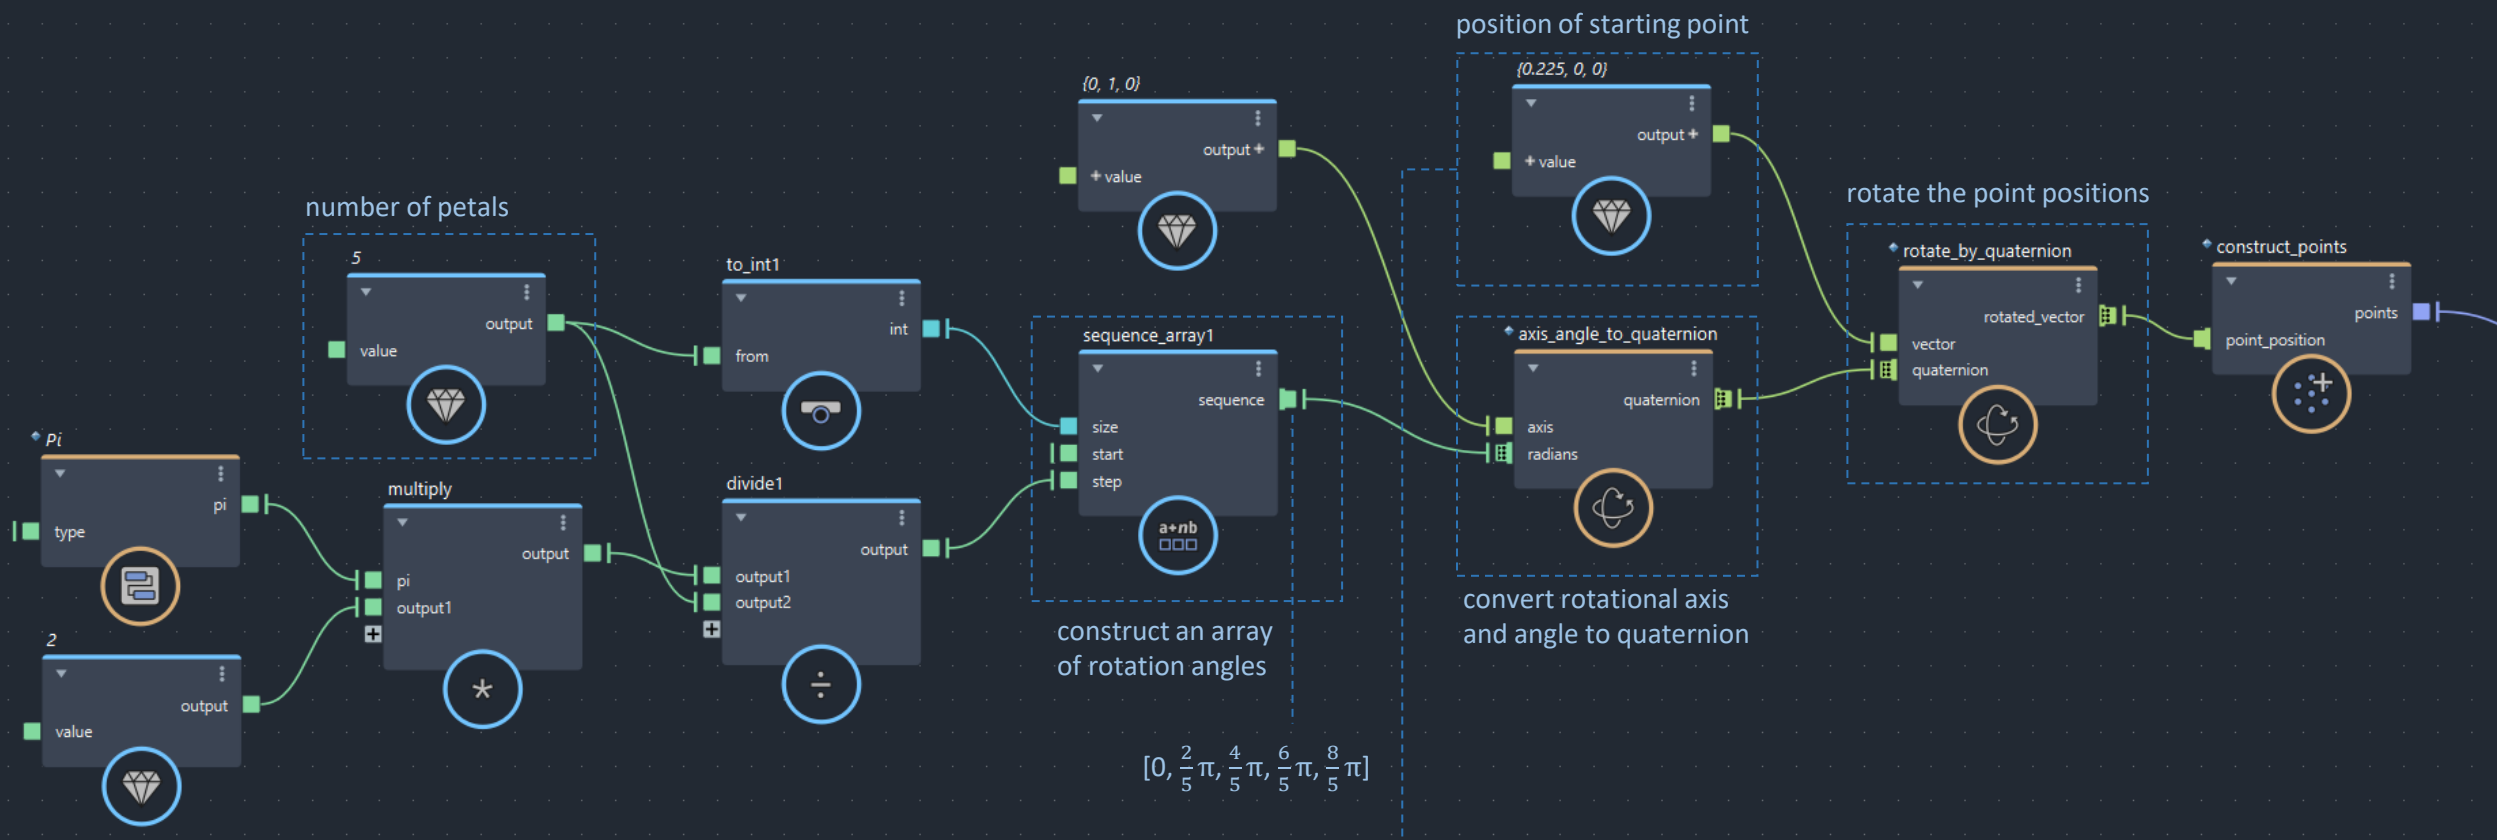 position of starting point
{0, 1, 0}
output
value
{0.225, 0, 0}
output
value
number of petals
5
output
value
to_int1
int
from
rotate the point positions
rotate_by_quaternion
rotated_vector
vector
quaternion
construct_points
points
point_position
sequence_array1
sequence
size
start
step
a+nb
axis_angle_to_quaternion
quaternion
axis
radians
Pi
pi
type
multiply
output
pi
output1
*
divide1
output
output1
output2
÷
2
output
value
construct an array
of rotation angles
convert rotational axis
and angle to quaternion
[0, 2/5 π, 4/5 π, 6/5 π, 8/5 π]